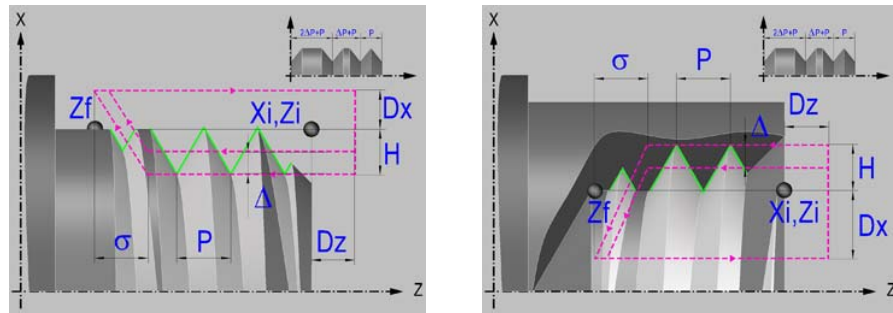 X
2ΔP+P ΔP+P P
Zf
Xi,Zi
Dx
H
Δ
σ
P
Dz
Z
X
2ΔP+P ΔP+P P
σ
P
Dz
Δ
H
Zf
Xi,Zi
Dx
Z